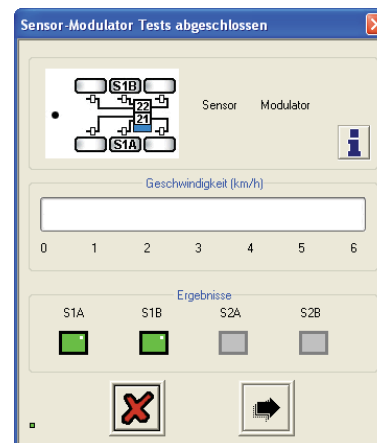 Sensor-Modulator Tests abgeschlossen
S1B
22
21
S1A
Sensor Modulator
i
Geschwindigkeit (km/h)
0 1 2 3 4 5 6
Ergebnisse
S1A S1B S2A S2B